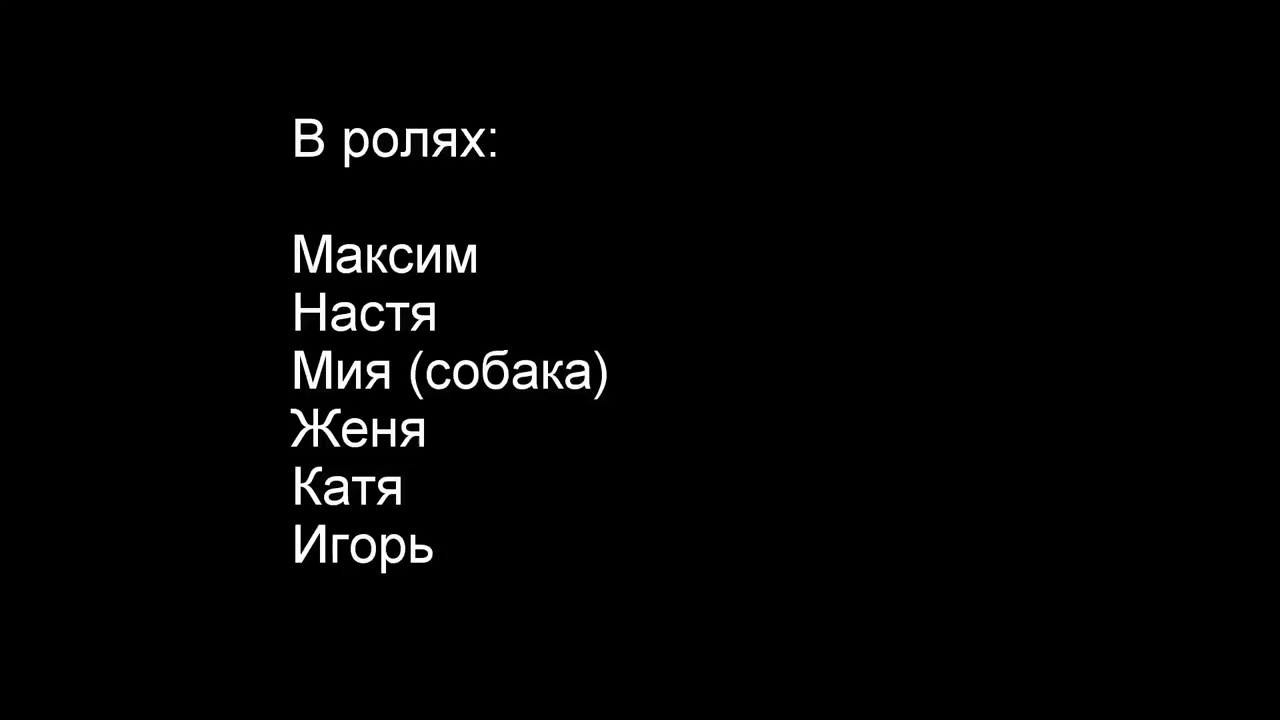 В ролях:
Максим
Настя
Мия (собака)
Женя
Катя
Игорь